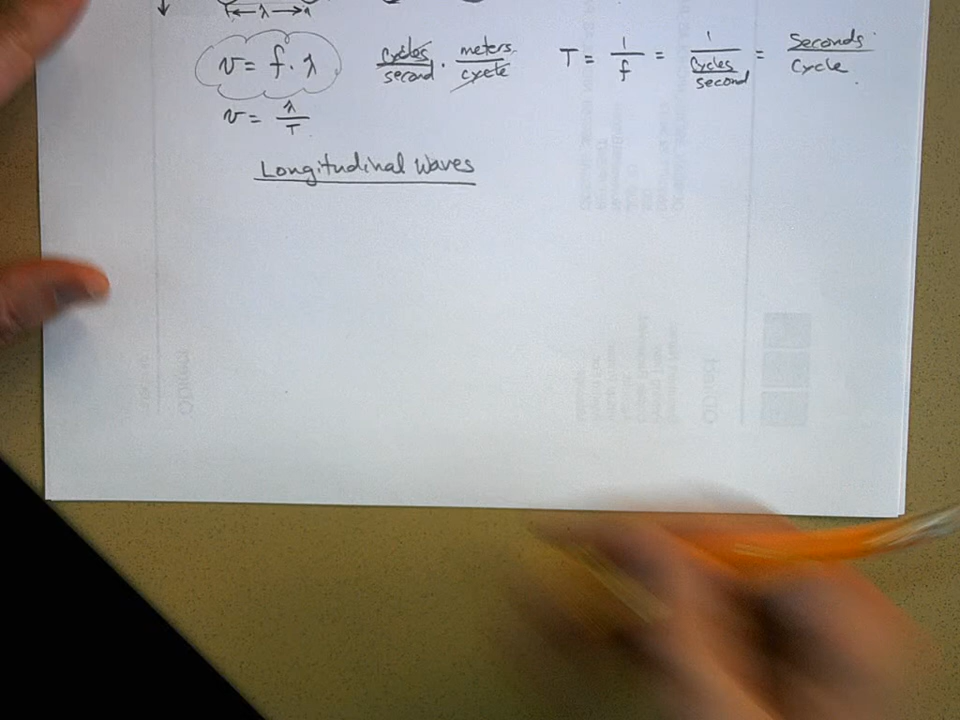 ←λ→
v = f · λ
cycles/second · meters/cycle
T = 1/f = 1/(cycles/second) = Seconds/Cycle
v = λ/T
Longitudinal Waves